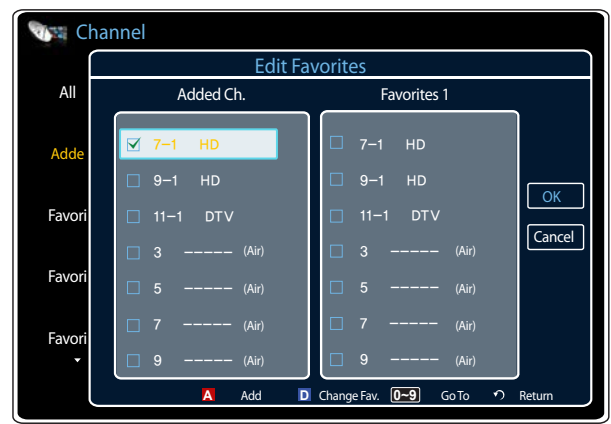 Channel
Edit Favorites
All
Added Ch.
Favorites 1
Adde
Favori
Favori
Favori
7−1 HD
9−1 HD
11−1 DTV
3 −−−−− (Air)
5 −−−−− (Air)
7 −−−−− (Air)
9 −−−−− (Air)
7−1 HD
9−1 HD
11−1 DTV
3 −−−−− (Air)
5 −−−−− (Air)
7 −−−−− (Air)
9 −−−−− (Air)
OK
Cancel
A Add D Change Fav. 0~9 Go To Return